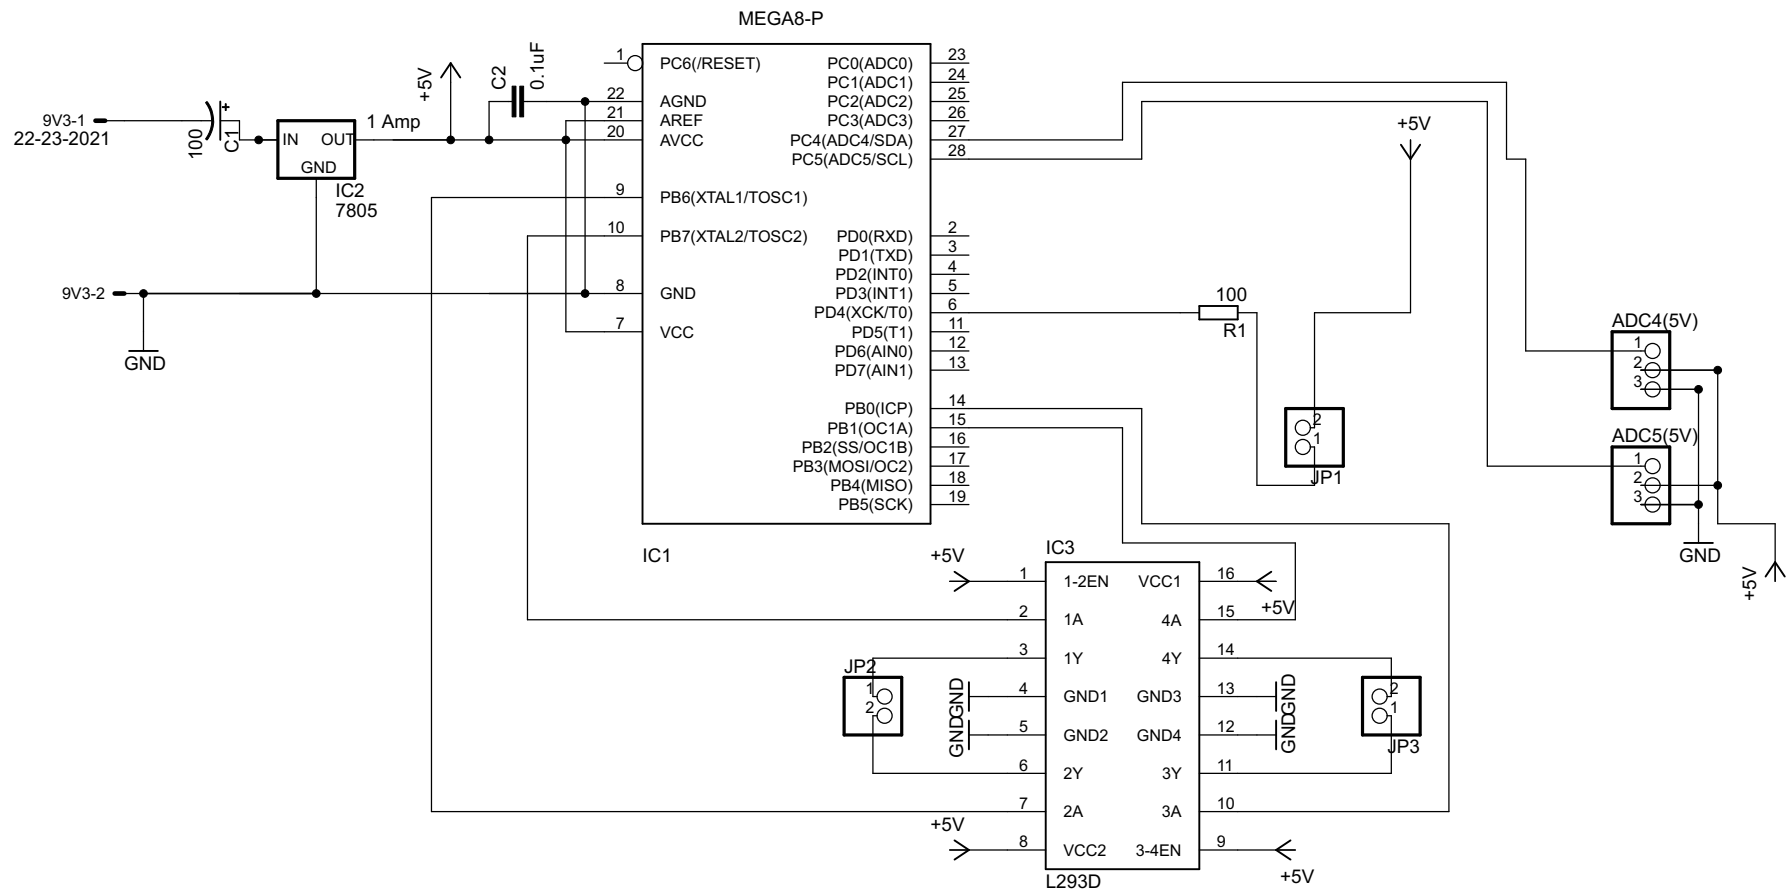 MEGA8-P
1 PC6(/RESET) PC0(ADC0) 23
PC1(ADC1) 24
22 AGND PC2(ADC2) 25
21 AREF PC3(ADC3) 26
20 AVCC PC4(ADC4/SDA) 27
PC5(ADC5/SCL) 28
9 PB6(XTAL1/TOSC1)
10 PB7(XTAL2/TOSC2) PD0(RXD) 2
PD1(TXD) 3
PD2(INT0) 4
8 GND PD3(INT1) 5
PD4(XCK/T0) 6
7 VCC PD5(T1) 11
PD6(AIN0) 12
PD7(AIN1) 13
PB0(ICP) 14
PB1(OC1A) 15
PB2(SS/OC1B) 16
PB3(MOSI/OC2) 17
PB4(MISO) 18
PB5(SCK) 19
IC1
9V3-1
22-23-2021
100
+
C1
IN OUT
GND
IC2
7805
1 Amp
+5V
C2
0.1uF
9V3-2
GND
+5V
100
R1
2
1
JP1
ADC4(5V)
1
2
3
ADC5(5V)
1
2
3
GND
+5V
IC3
+5V
1 1-2EN VCC1 16
+5V
2 1A 4A 15
3 1Y 4Y 14
GND 4 GND1 GND3 13 GND
GND 5 GND2 GND4 12 GND
6 2Y 3Y 11
7 2A 3A 10
+5V
8 VCC2 3-4EN 9
+5V
L293D
JP2
1
2
2
1
JP3